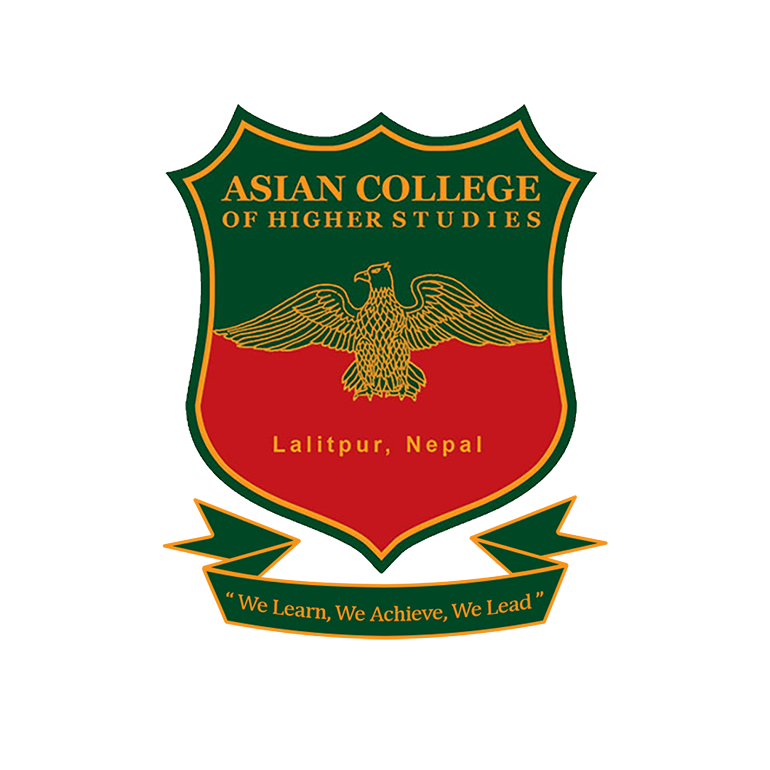 ASIAN COLLEGE
OF HIGHER STUDIES
Lalitpur, Nepal
“ We Learn, We Achieve, We Lead ”